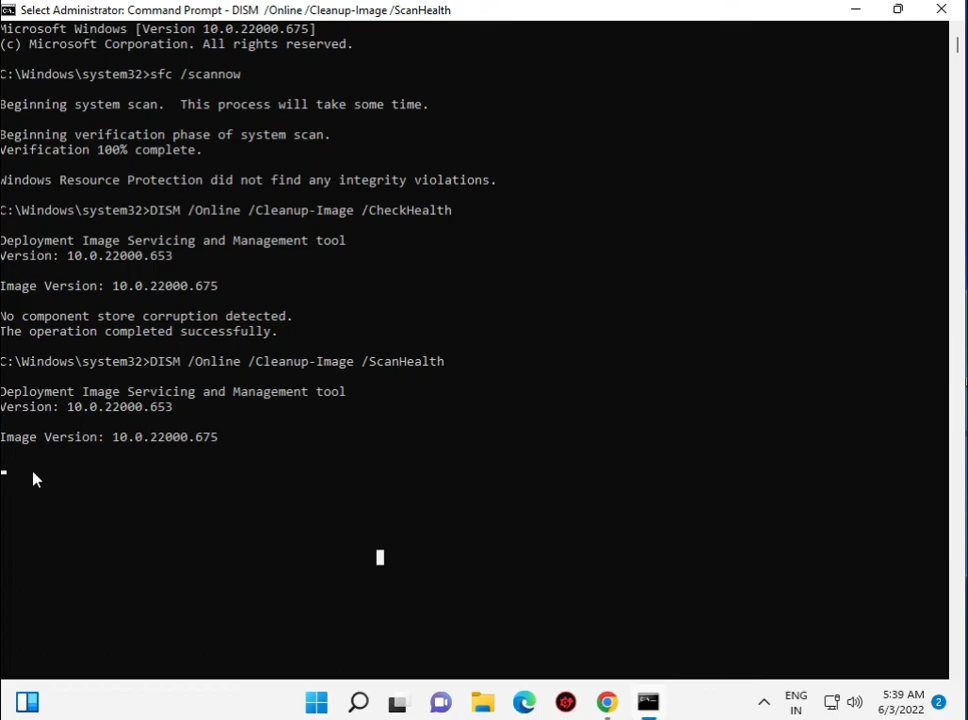 Select Administrator: Command Prompt - DISM  /Online /Cleanup-Image /ScanHealth
Microsoft Windows [Version 10.0.22000.675]
(c) Microsoft Corporation. All rights reserved.
C:\Windows\system32>sfc /scannow
Beginning system scan.  This process will take some time.
Beginning verification phase of system scan.
Verification 100% complete.
Windows Resource Protection did not find any integrity violations.
C:\Windows\system32>DISM /Online /Cleanup-Image /CheckHealth
Deployment Image Servicing and Management tool
Version: 10.0.22000.653
Image Version: 10.0.22000.675
No component store corruption detected.
The operation completed successfully.
C:\Windows\system32>DISM /Online /Cleanup-Image /ScanHealth
Deployment Image Servicing and Management tool
Version: 10.0.22000.653
Image Version: 10.0.22000.675
ENG
IN
5:39 AM
6/3/2022
2